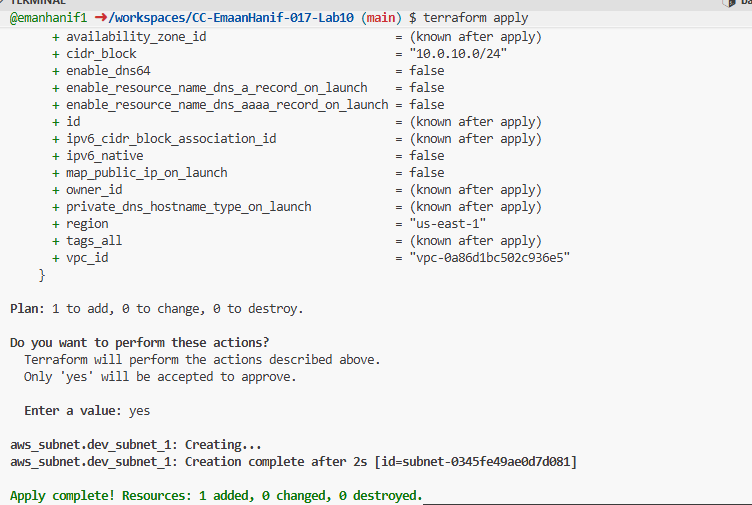 TERMINAL
ba
@emanhanif1 ➜/workspaces/CC-EmaanHanif-017-Lab10 (main) $ terraform apply
+ availability_zone_id = (known after apply)
+ cidr_block = "10.0.10.0/24"
+ enable_dns64 = false
+ enable_resource_name_dns_a_record_on_launch = false
+ enable_resource_name_dns_aaaa_record_on_launch = false
+ id = (known after apply)
+ ipv6_cidr_block_association_id = (known after apply)
+ ipv6_native = false
+ map_public_ip_on_launch = false
+ owner_id = (known after apply)
+ private_dns_hostname_type_on_launch = (known after apply)
+ region = "us-east-1"
+ tags_all = (known after apply)
+ vpc_id = "vpc-0a86d1bc502c936e5"
}
Plan: 1 to add, 0 to change, 0 to destroy.
Do you want to perform these actions?
Terraform will perform the actions described above.
Only 'yes' will be accepted to approve.
Enter a value: yes
aws_subnet.dev_subnet_1: Creating...
aws_subnet.dev_subnet_1: Creation complete after 2s [id=subnet-0345fe49ae0d7d081]
Apply complete! Resources: 1 added, 0 changed, 0 destroyed.